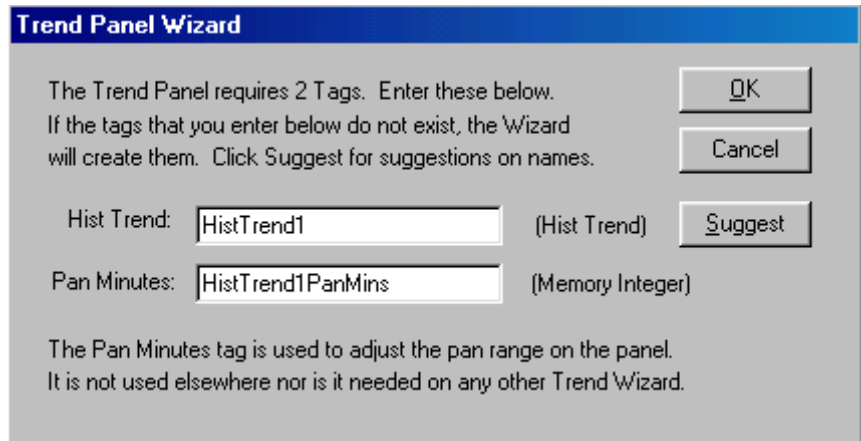 Trend Panel Wizard
The Trend Panel requires 2 Tags. Enter these below.
If the tags that you enter below do not exist, the Wizard
will create them. Click Suggest for suggestions on names.
OK
Cancel
Hist Trend: HistTrend1 (Hist Trend) Suggest
Pan Minutes: HistTrend1PanMins (Memory Integer)
The Pan Minutes tag is used to adjust the pan range on the panel.
It is not used elsewhere nor is it needed on any other Trend Wizard.